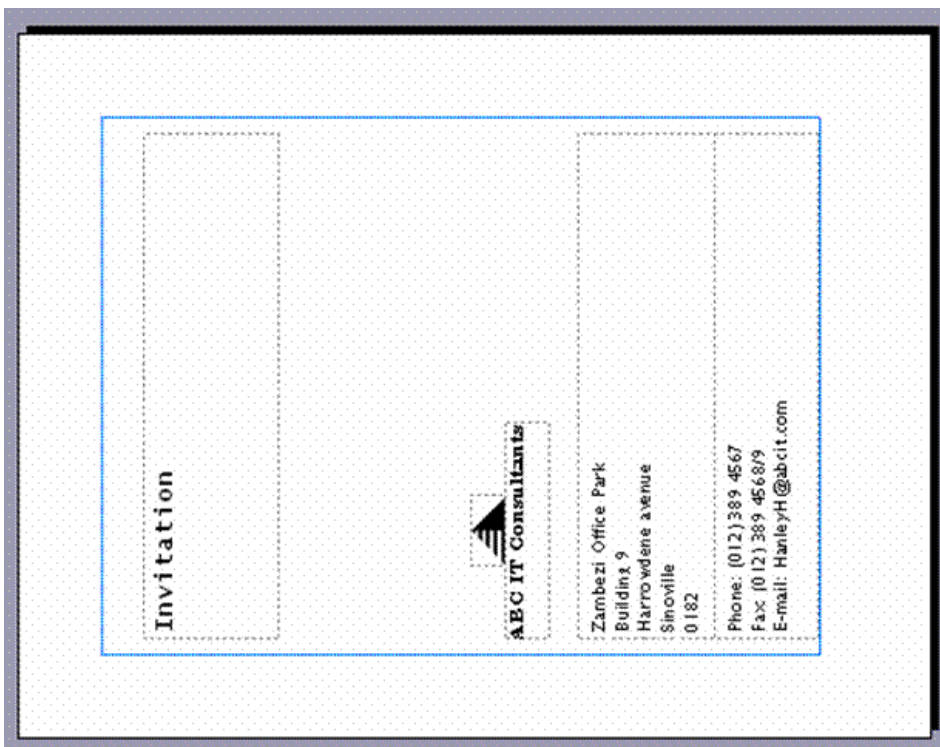 Invitation
ABC IT Consultants
Zambezi Office Park
Building 9
Harrowdene avenue
Sinoville
0182
Phone: (012) 389 4567
Fax: (012) 389 4568/9
E-mail: HanleyH@abcit.com